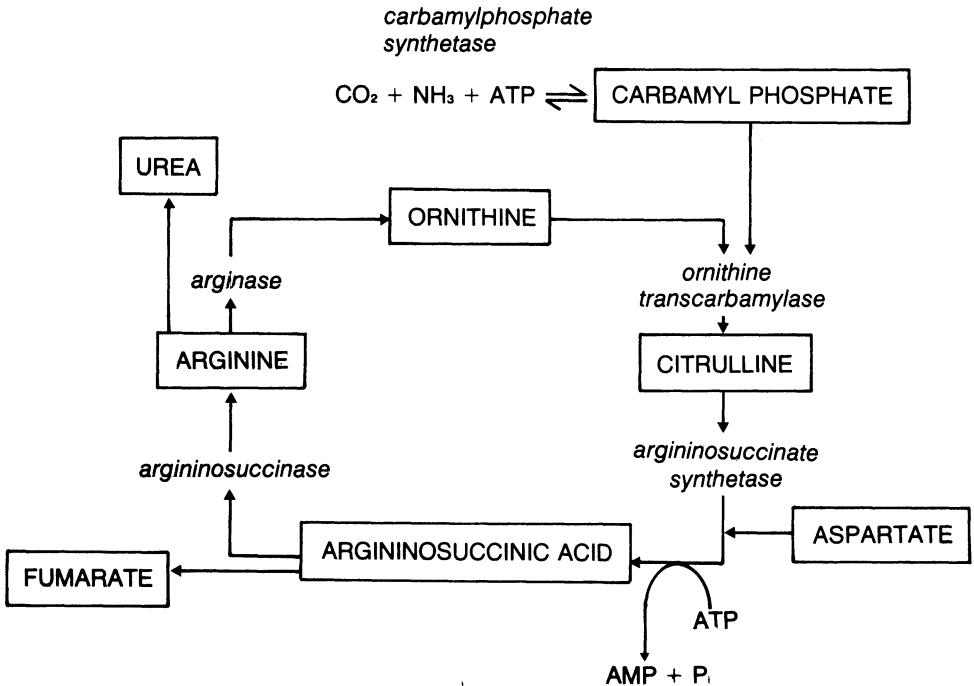 carbamylphosphate
synthetase
CO₂ + NH₃ + ATP ⇌ CARBAMYL PHOSPHATE
UREA
ORNITHINE
arginase
ornithine
transcarbamylase
ARGININE
CITRULLINE
argininosuccinase
argininosuccinate
synthetase
ARGININOSUCCINIC ACID
ASPARTATE
FUMARATE
ATP
AMP + Pᵢ